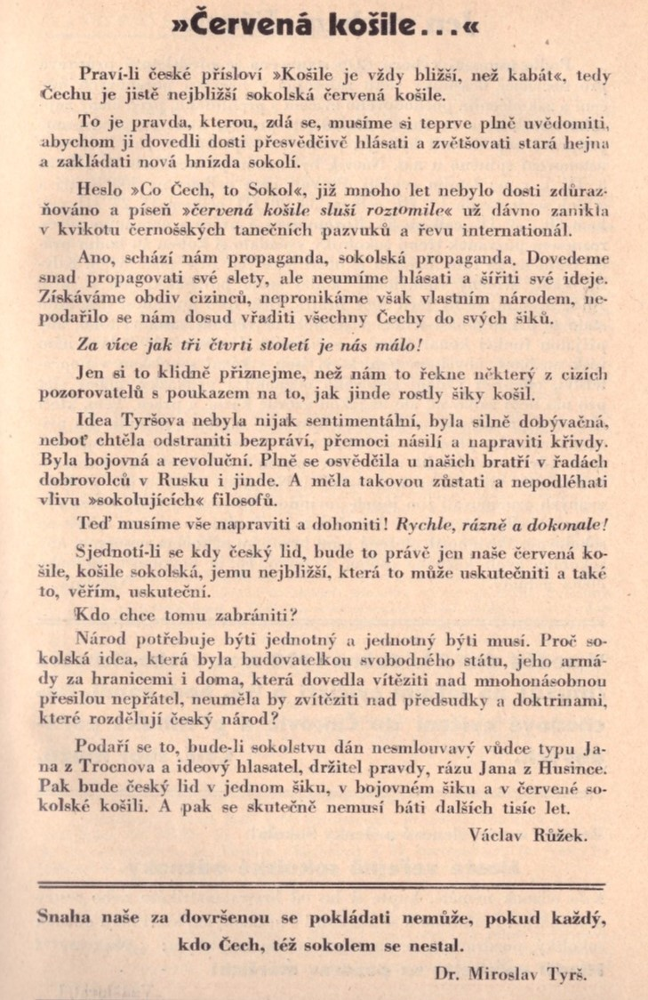 »Červená košile...«
Praví-li české přísloví »Košile je vždy bližší, než kabát«, tedy
Čechu je jistě nejbližší sokolská červená košile.
To je pravda, kterou, zdá se, musíme si teprve plně uvědomiti,
abychom ji dovedli dosti přesvědčivě hlásati a zvětšovati stará hejna
a zakládati nová hnízda sokolí.
Heslo »Co Čech, to Sokol«, již mnoho let nebylo dosti zdůraz-
ňováno a píseň »červená košile sluší roztomile« už dávno zanikla
v kvikotu černošských tanečních pazvuků a řevu internationál.
Ano, schází nám propaganda, sokolská propaganda. Dovedeme
snad propagovati své slety, ale neumíme hlásati a šířiti své ideje.
Získáváme obdiv cizinců, nepronikáme však vlastním národem, ne-
podařilo se nám dosud vřaditi všechny Čechy do svých šiků.
Za více jak tři čtvrti století je nás málo!
Jen si to klidně přiznejme, než nám to řekne některý z cizích
pozorovatelů s poukazem na to, jak jinde rostly šiky košil.
Idea Tyršova nebyla nijak sentimentální, byla silně dobývačná,
neboť chtěla odstraniti bezpráví, přemoci násilí a napraviti křivdy.
Byla bojovná a revoluční. Plně se osvědčila u našich bratří v řadách
dobrovolců v Rusku i jinde. A měla takovou zůstati a nepodléhati
vlivu »sokolujících« filosofů.
Teď musíme vše napraviti a dohoniti! Rychle, rázně a dokonale!
Sjednotí-li se kdy český lid, bude to právě jen naše červená ko-
šile, košile sokolská, jemu nejbližší, která to může uskutečniti a také
to, věřím, uskuteční.
Kdo chce tomu zabrániti?
Národ potřebuje býti jednotný a jednotný býti musí. Proč so-
kolská idea, která byla budovatelkou svobodného státu, jeho armá-
dy za hranicemi i doma, která dovedla vítěziti nad mnohonásobnou
přesilou nepřátel, neuměla by zvítěziti nad předsudky a doktrinami,
které rozdělují český národ?
Podaří se to, bude-li sokolstvu dán nesmlouvavý vůdce typu Ja-
na z Trocnova a ideový hlasatel, držitel pravdy, rázu Jana z Husince.
Pak bude český lid v jednom šiku, v bojovném šiku a v červené so-
kolské košili. A pak se skutečně nemusí báti dalších tisíc let.
Václav Růžek.
Snaha naše za dovršenou se pokládati nemůže, pokud každý,
kdo Čech, též sokolem se nestal.
Dr. Miroslav Tyrš.